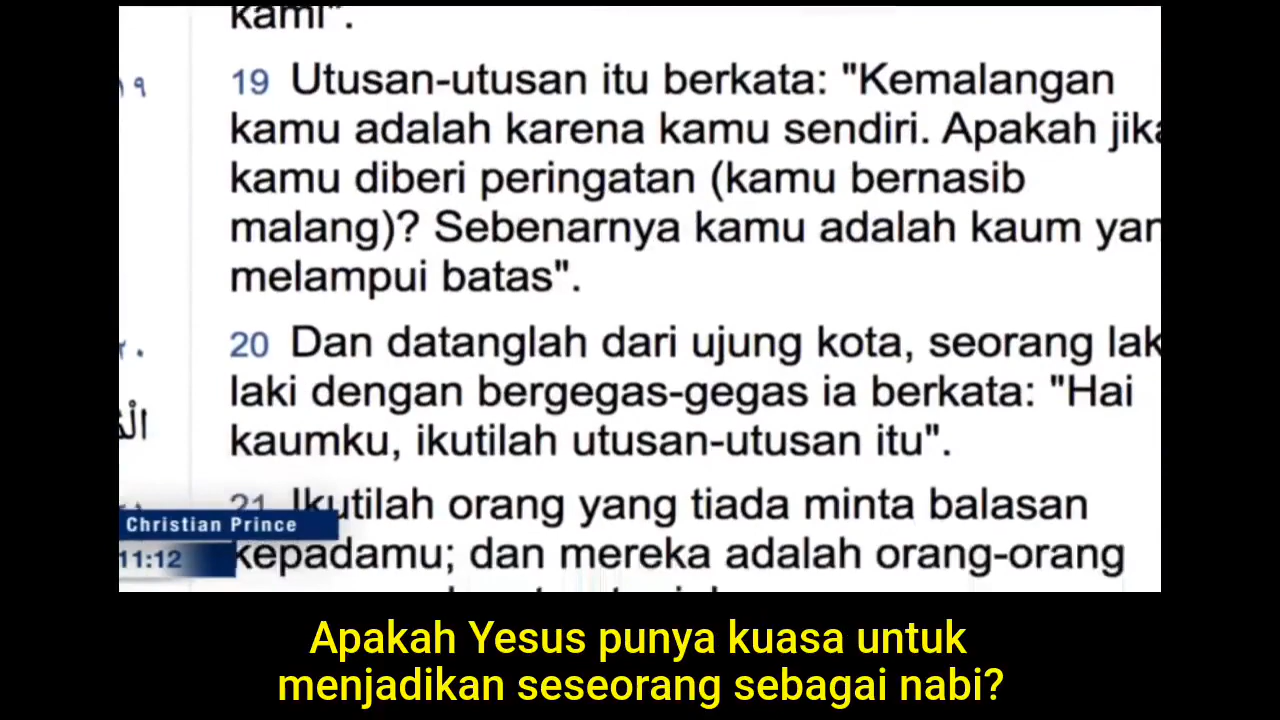 kami".
19 Utusan-utusan itu berkata: "Kemalangan
kamu adalah karena kamu sendiri. Apakah jika
kamu diberi peringatan (kamu bernasib
malang)? Sebenarnya kamu adalah kaum yan
melampui batas".
20 Dan datanglah dari ujung kota, seorang lak
laki dengan bergegas-gegas ia berkata: "Hai
kaumku, ikutilah utusan-utusan itu".
21 Ikutilah orang yang tiada minta balasan
kepadamu; dan mereka adalah orang-orang
١٩
Christian Prince
11:12
Apakah Yesus punya kuasa untuk
menjadikan seseorang sebagai nabi?